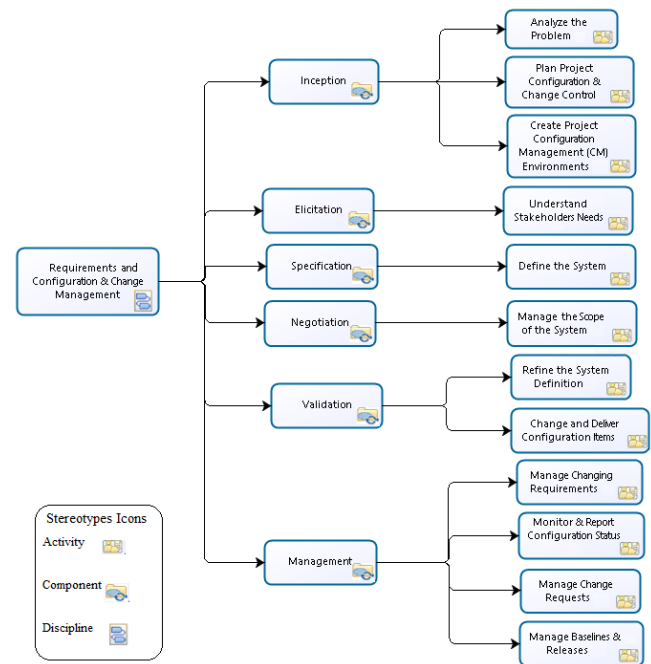 Analyze the
Problem
Inception
Plan Project
Configuration &
Change Control
Create Project
Configuration
Management (CM)
Environments
Elicitation
Understand
Stakeholders Needs
Requirements and
Configuration & Change
Management
Specification
Define the System
Negotiation
Manage the Scope
of the System
Refine the System
Definition
Validation
Change and Deliver
Configuration Items
Manage Changing
Requirements
Monitor & Report
Configuration Status
Management
Manage Change
Requests
Manage Baselines &
Releases
Stereotypes Icons
Activity
Component
Discipline